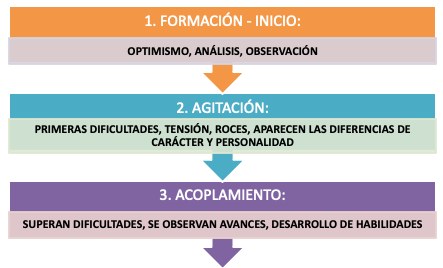 1. FORMACIÓN - INICIO:
OPTIMISMO, ANÁLISIS, OBSERVACIÓN
2. AGITACIÓN:
PRIMERAS DIFICULTADES, TENSIÓN, ROCES, APARECEN LAS DIFERENCIAS DE
CARÁCTER Y PERSONALIDAD
3. ACOPLAMIENTO:
SUPERAN DIFICULTADES, SE OBSERVAN AVANCES, DESARROLLO DE HABILIDADES